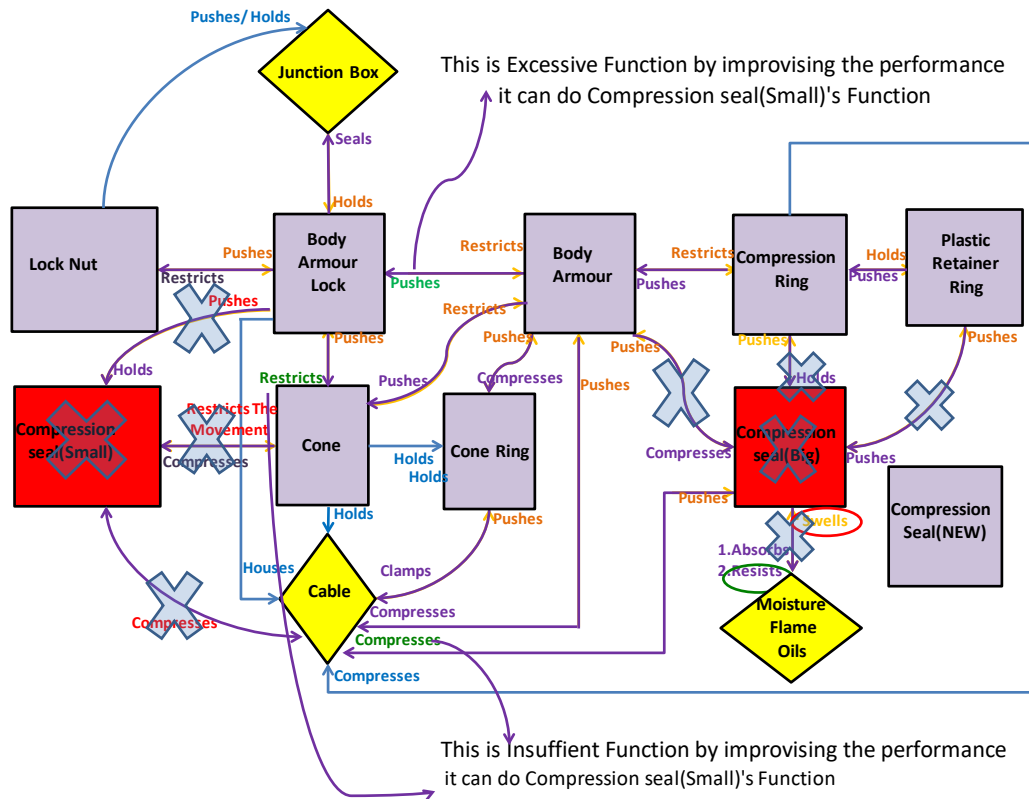 Pushes/ Holds
Junction Box
This is Excessive Function by improvising the performance
it can do Compression seal(Small)'s Function
Seals
Holds
Lock Nut
Pushes
Restricts
Body
Armour
Lock
Pushes
Restricts
Body
Armour
Restricts
Pushes
Compression
Ring
Holds
Pushes
Plastic
Retainer
Ring
Pushes
Holds
Pushes
Restricts
Restricts
Pushes
Pushes
Compresses
Pushes
Pushes
Pushes
Holds
Pushes
Compression
seal(Small)
Restricts The
Movement
Compresses
Cone
Holds
Holds
Cone Ring
Compresses
Compression
seal(Big)
Pushes
Compression
Seal(NEW)
Holds
Pushes
Pushes
Swells
1.Absorbs
2.Resists
Houses
Cable
Clamps
Compresses
Compresses
Compresses
Compresses
Moisture
Flame
Oils
This is Insuffient Function by improvising the performance
it can do Compression seal(Small)'s Function